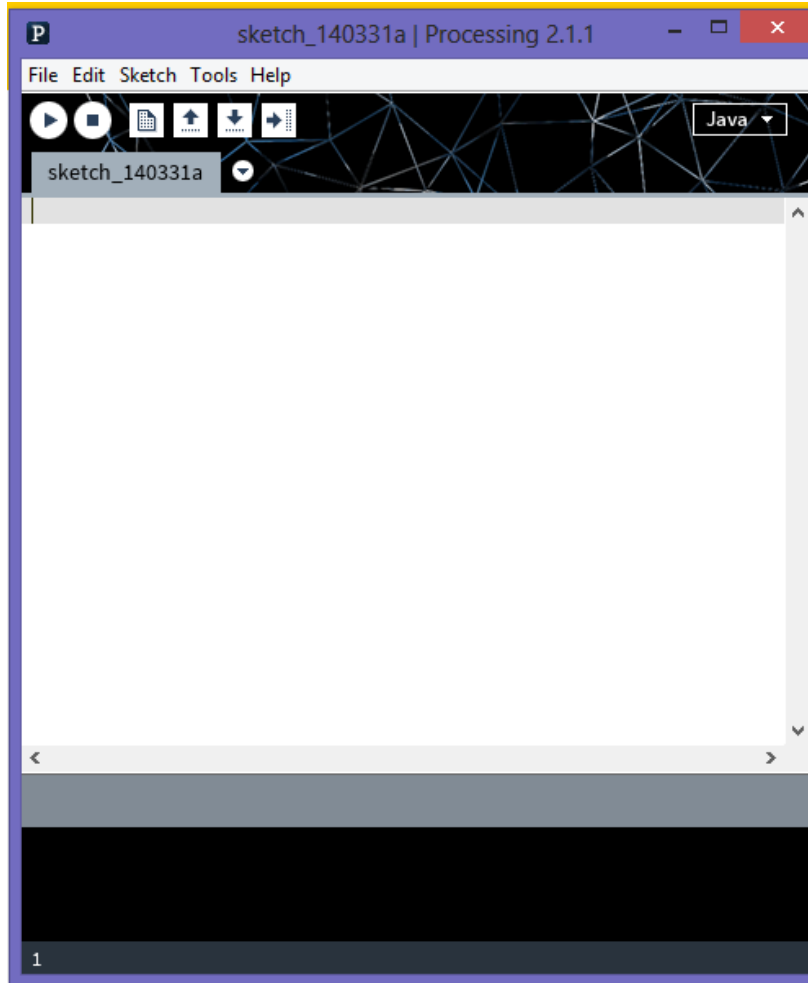 P sketch_140331a | Processing 2.1.1
File Edit Sketch Tools Help
Java
sketch_140331a
1